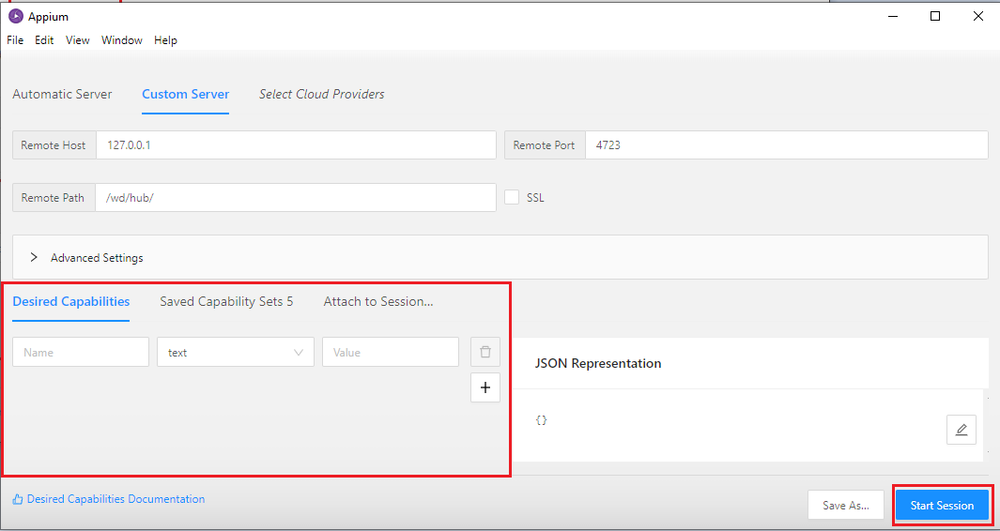 Appium
File Edit View Window Help
Automatic Server Custom Server Select Cloud Providers
Remote Host 127.0.0.1 Remote Port 4723
Remote Path /wd/hub/ SSL
Advanced Settings
Desired Capabilities Saved Capability Sets 5 Attach to Session...
Name text Value
JSON Representation
{}
Desired Capabilities Documentation Save As... Start Session